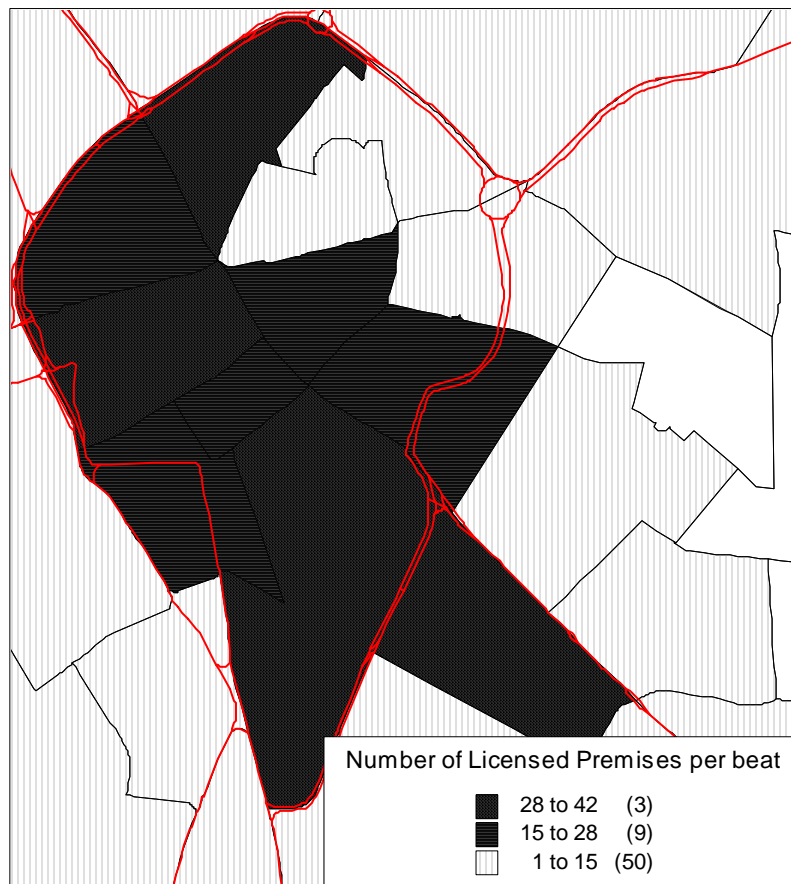 Number of Licensed Premises per beat
28 to 42 (3)
15 to 28 (9)
1 to 15 (50)